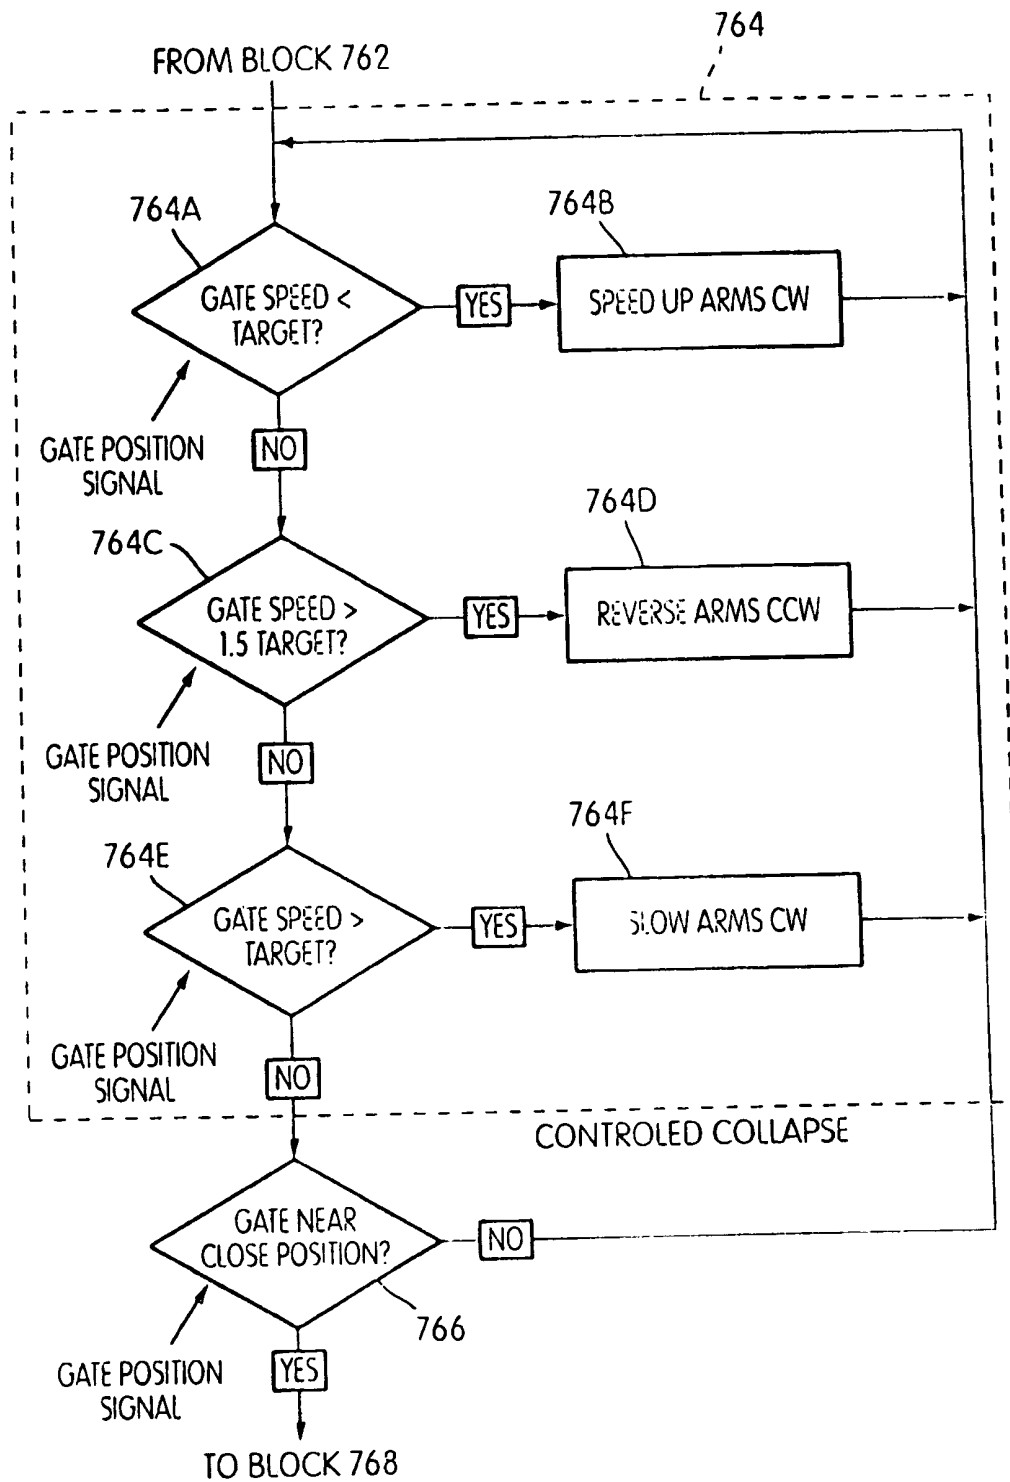 764
FROM BLOCK 762
764A
764B
GATE SPEED <
TARGET?
YES
SPEED UP ARMS CW
GATE POSITION
SIGNAL
NO
764C
764D
GATE SPEED >
1.5 TARGET?
YES
REVERSE ARMS CCW
GATE POSITION
SIGNAL
NO
764E
764F
GATE SPEED >
TARGET?
YES
SLOW ARMS CW
GATE POSITION
SIGNAL
NO
CONTROLED COLLAPSE
GATE NEAR
CLOSE POSITION?
NO
766
GATE POSITION
SIGNAL
YES
TO BLOCK 768